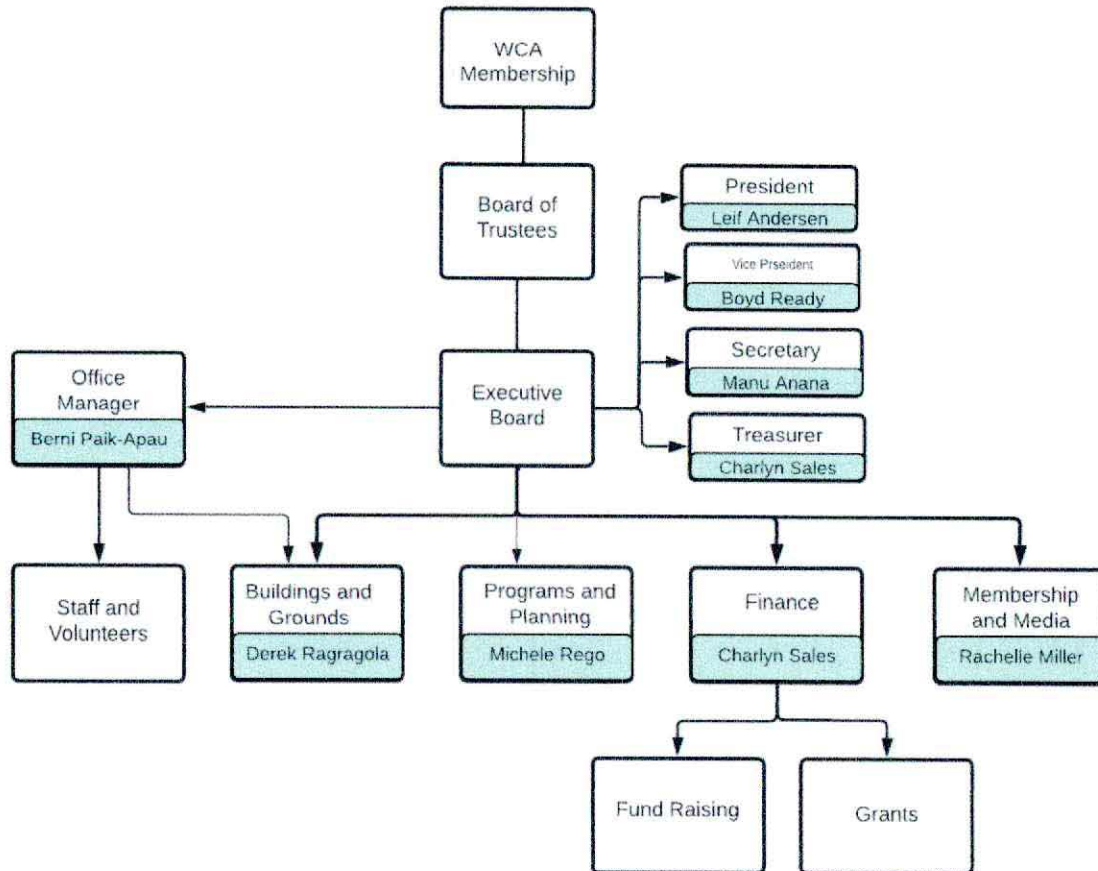 WCA
Membership
Board of
Trustees
President
Leif Andersen
Vice Prseident
Boyd Ready
Secretary
Manu Anana
Treasurer
Charlyn Sales
Executive
Board
Office
Manager
Berni Paik-Apau
Staff and
Volunteers
Buildings and
Grounds
Derek Ragragola
Programs and
Planning
Michele Rego
Finance
Charlyn Sales
Membership
and Media
Rachelle Miller
Fund Raising
Grants